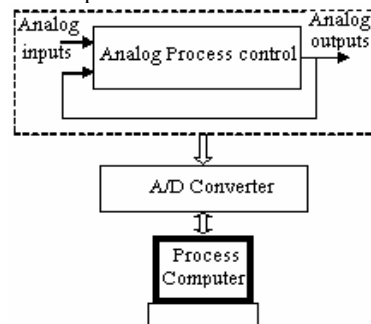 Analog
inputs
Analog Process control
Analog
outputs
A/D Converter
Process
Computer